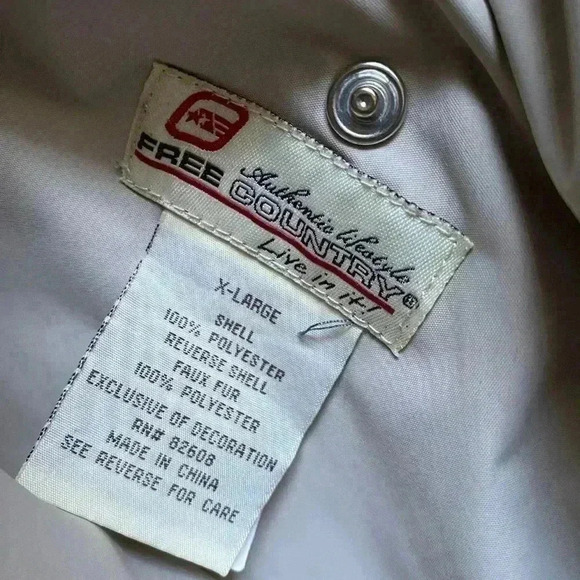 Authentic lifestyle
FREE COUNTRY®
Live in it!
X-LARGE
SHELL
100% POLYESTER
REVERSE SHELL
FAUX FUR
100% POLYESTER
EXCLUSIVE OF DECORATION
RN# 82608
MADE IN CHINA
SEE REVERSE FOR CARE